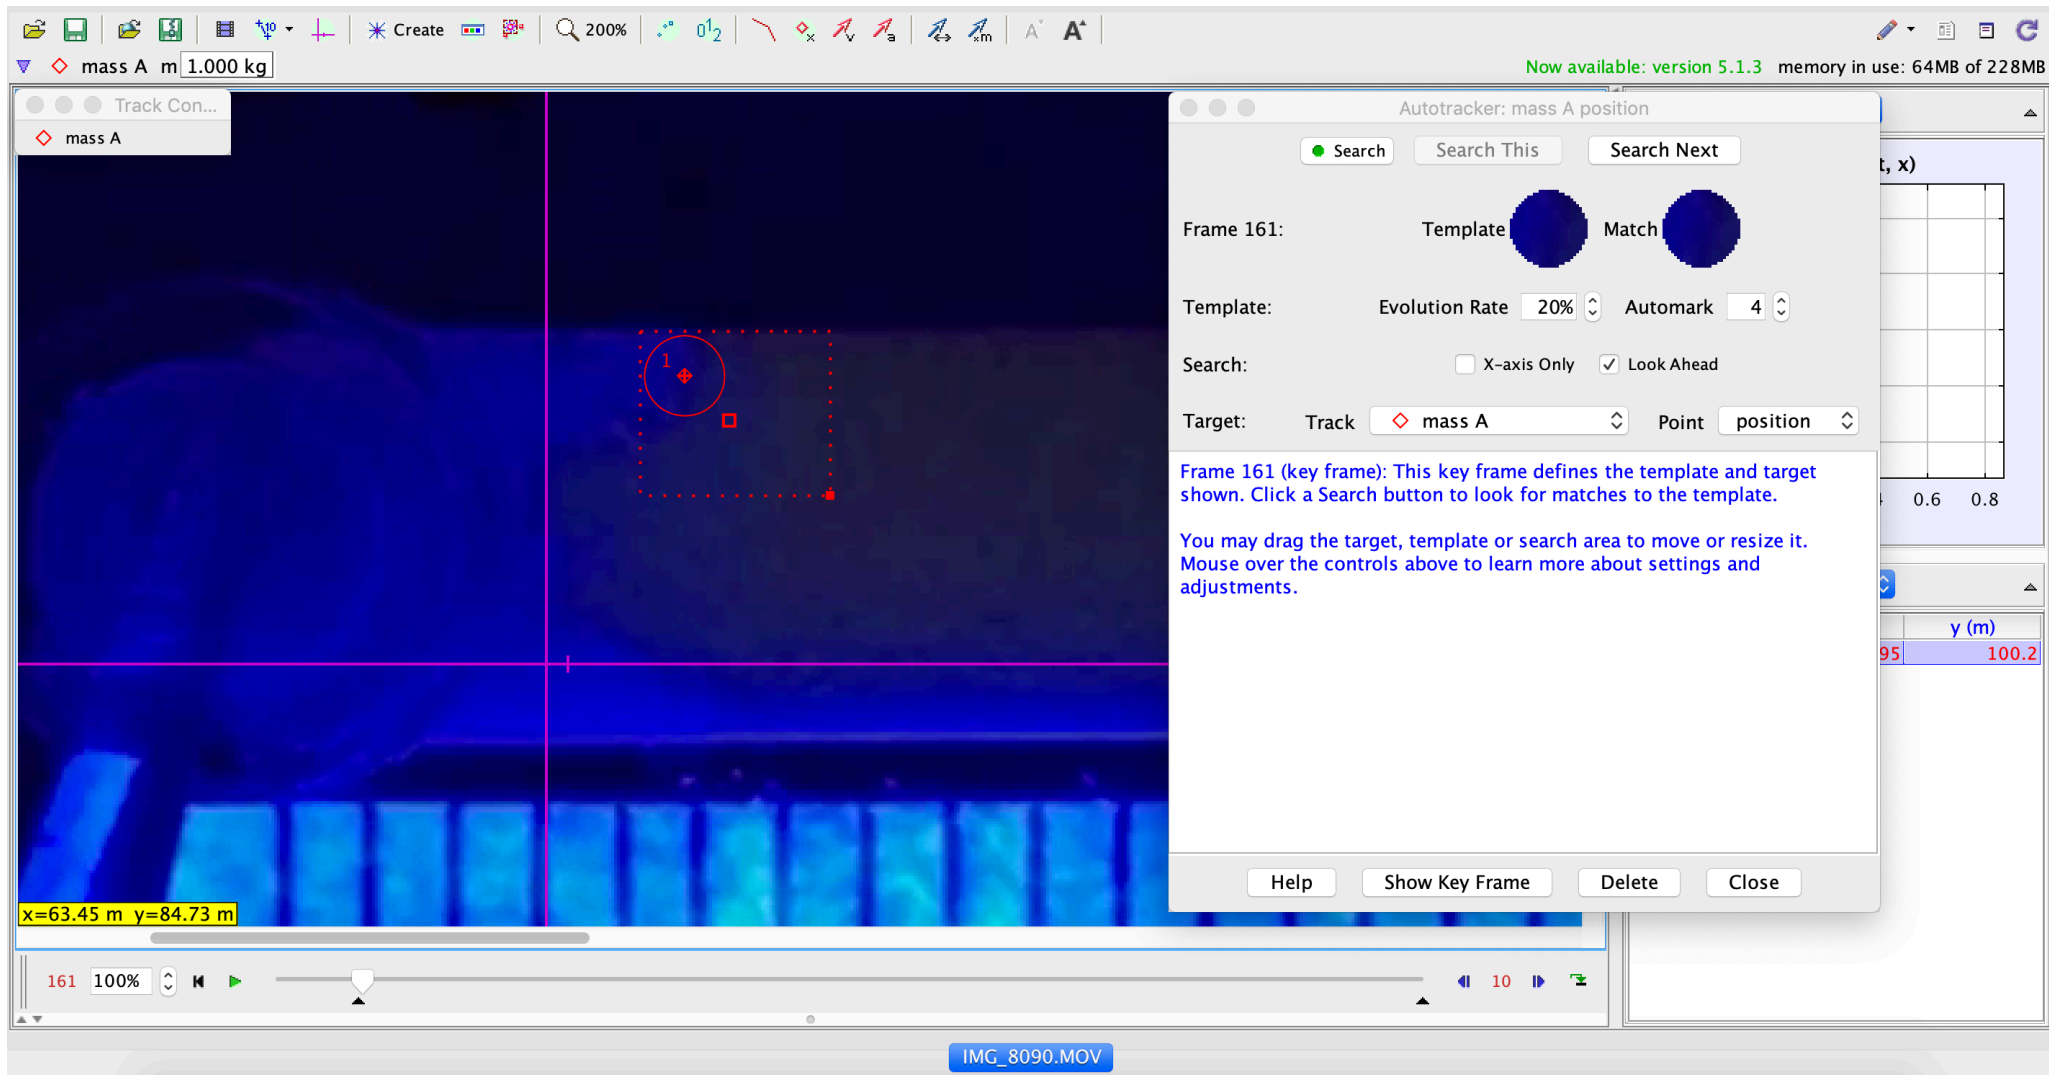 Create 200%
mass A m 1.000 kg Now available: version 5.1.3 memory in use: 64MB of 228MB
Track Con...
mass A
Autotracker: mass A position
Search Search This Search Next
t, x)
Frame 161: Template Match
Template: Evolution Rate 20% Automark 4
Search: X-axis Only Look Ahead
1
Target: Track mass A Point position
Frame 161 (key frame): This key frame defines the template and target
shown. Click a Search button to look for matches to the template.
0.6 0.8
You may drag the target, template or search area to move or resize it.
Mouse over the controls above to learn more about settings and
adjustments.
y (m)
95 100.2
Help Show Key Frame Delete Close
x=63.45 m y=84.73 m
161 100% 10
IMG_8090.MOV